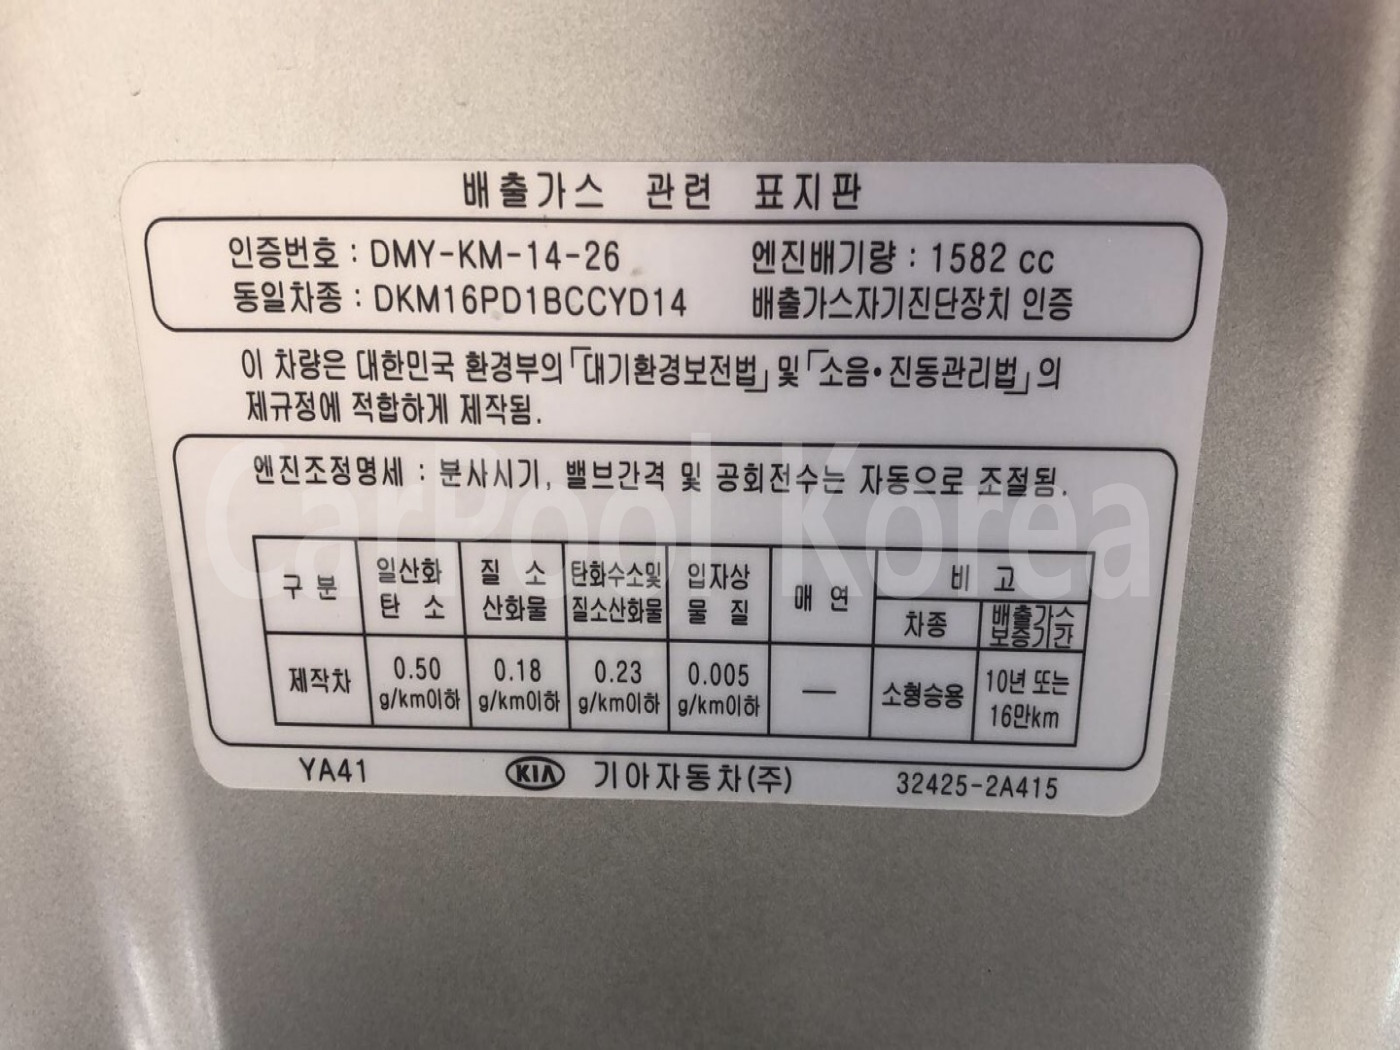 배출가스 관련 표지판
인증번호 : DMY-KM-14-26 엔진배기량 : 1582 cc
동일차종 : DKM16PD1BCCYD14 배출가스자기진단장치 인증
이 차량은 대한민국 환경부의「대기환경보전법」및「소음·진동관리법」의
제규정에 적합하게 제작됨.
엔진조정명세 : 분사시기, 밸브간격 및 공회전수는 자동으로 조절됨.
구 분 일산화 탄 소 질 소 산화물 탄화수소및 질소산화물 입자상 물 질 매 연 비 고
차종 배출가스 보증기간
제작차 0.50 g/km이하 0.18 g/km이하 0.23 g/km이하 0.005 g/km이하 — 소형승용 10년 또는 16만km
YA41 KIA 기아자동차(주) 32425-2A415
CarPool Korea